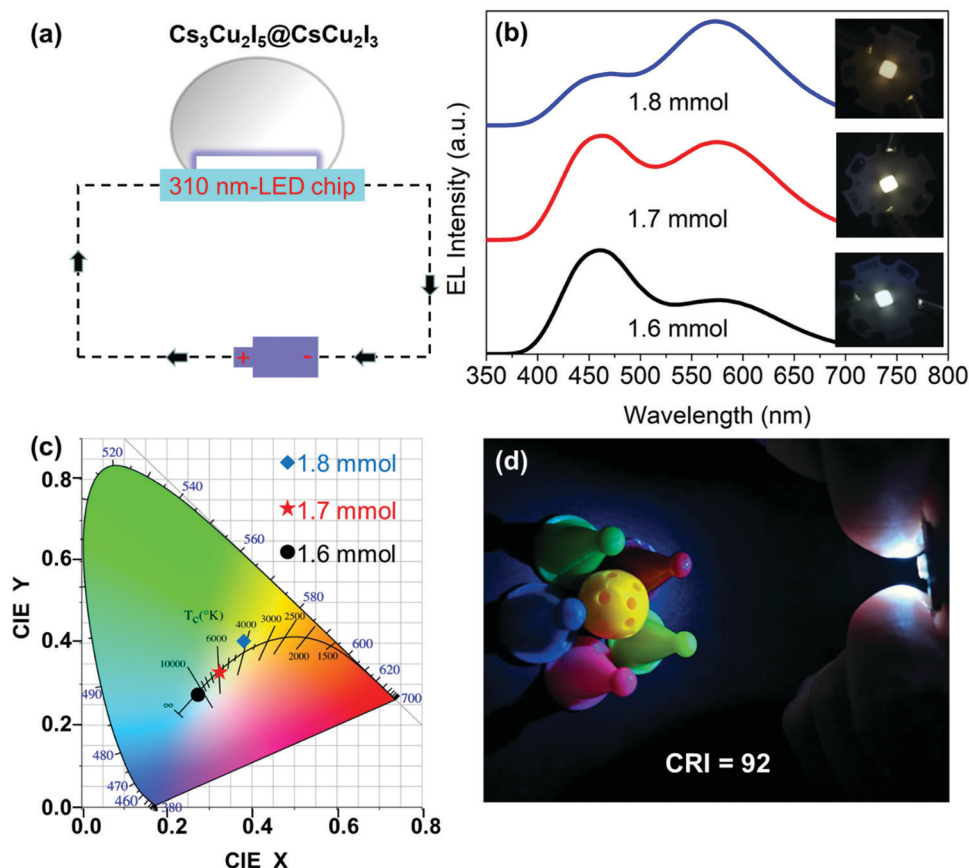 (a)
Cs₃Cu₂I₅@CsCu₂I₃
310 nm-LED chip
+ -
(b)
EL Intensity (a.u.)
1.8 mmol
1.7 mmol
1.6 mmol
350 400 450 500 550 600 650 700 750 800
Wavelength (nm)
(c)
CIE Y
0.8
0.6
0.4
0.2
0.0
0.0 0.2 0.4 0.6 0.8
CIE X
1.8 mmol
1.7 mmol
1.6 mmol
520
540
560
580
600
620
700
490
480
470
460
380
T_c(°K)
∞
10000
6000
4000
3000
2500
2000
1500
(d)
CRI = 92